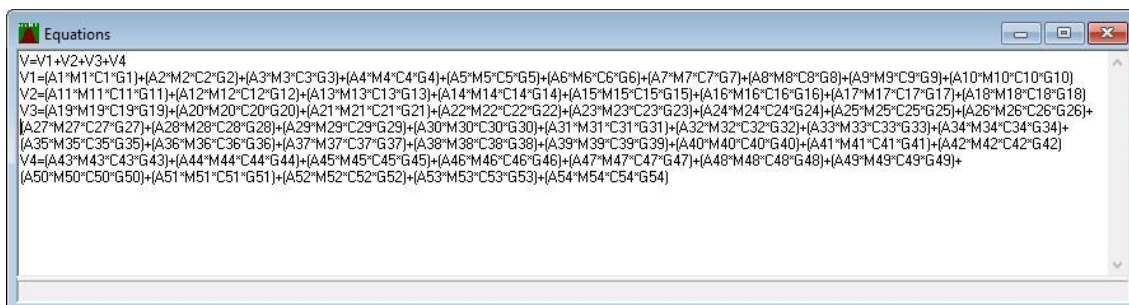 Equations
V=V1+V2+V3+V4
V1=(A1*M1*C1*G1)+(A2*M2*C2*G2)+(A3*M3*C3*G3)+(A4*M4*C4*G4)+(A5*M5*C5*G5)+(A6*M6*C6*G6)+(A7*M7*C7*G7)+(A8*M8*C8*G8)+(A9*M9*C9*G9)+(A10*M10*C10*G10)
V2=(A11*M11*C11*G11)+(A12*M12*C12*G12)+(A13*M13*C13*G13)+(A14*M14*C14*G14)+(A15*M15*C15*G15)+(A16*M16*C16*G16)+(A17*M17*C17*G17)+(A18*M18*C18*G18)
V3=(A19*M19*C19*G19)+(A20*M20*C20*G20)+(A21*M21*C21*G21)+(A22*M22*C22*G22)+(A23*M23*C23*G23)+(A24*M24*C24*G24)+(A25*M25*C25*G25)+(A26*M26*C26*G26)+
(A27*M27*C27*G27)+(A28*M28*C28*G28)+(A29*M29*C29*G29)+(A30*M30*C30*G30)+(A31*M31*C31*G31)+(A32*M32*C32*G32)+(A33*M33*C33*G33)+(A34*M34*C34*G34)+
(A35*M35*C35*G35)+(A36*M36*C36*G36)+(A37*M37*C37*G37)+(A38*M38*C38*G38)+(A39*M39*C39*G39)+(A40*M40*C40*G40)+(A41*M41*C41*G41)+(A42*M42*C42*G42)
V4=(A43*M43*C43*G43)+(A44*M44*C44*G44)+(A45*M45*C45*G45)+(A46*M46*C46*G46)+(A47*M47*C47*G47)+(A48*M48*C48*G48)+(A49*M49*C49*G49)+
(A50*M50*C50*G50)+(A51*M51*C51*G51)+(A52*M52*C52*G52)+(A53*M53*C53*G53)+(A54*M54*C54*G54)